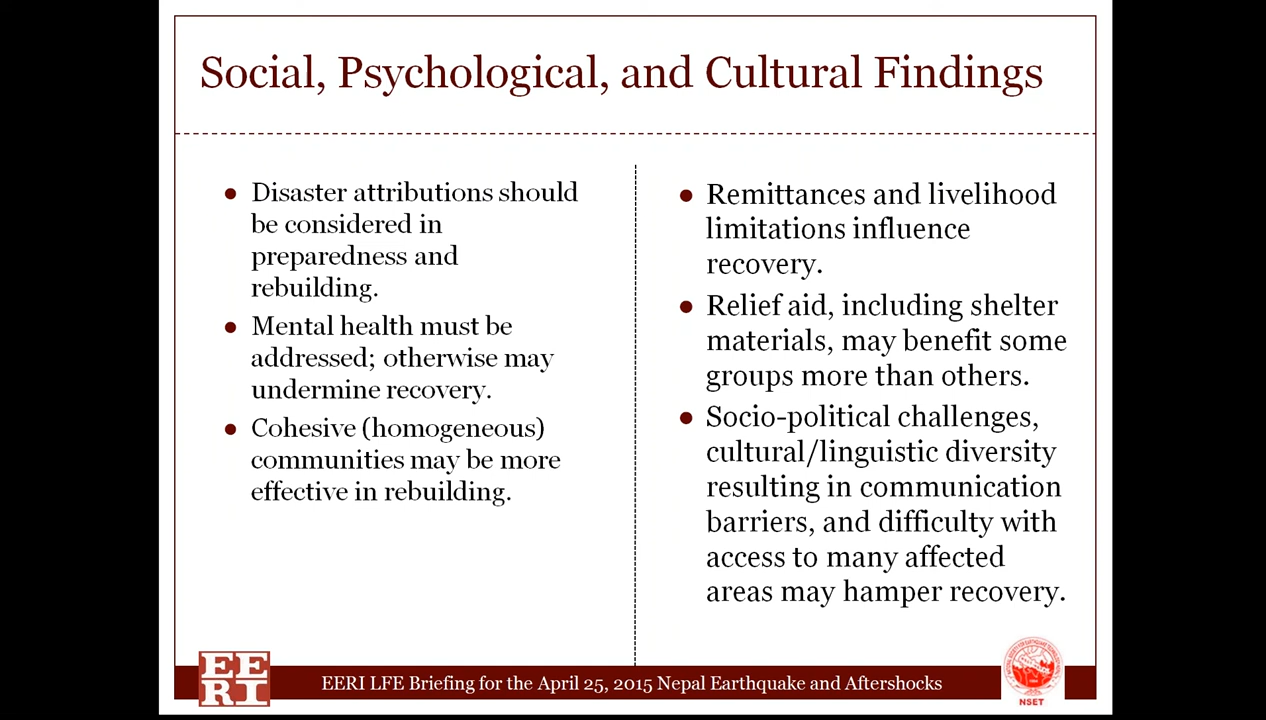 Social, Psychological, and Cultural Findings
● Disaster attributions should
be considered in
preparedness and
rebuilding.
● Mental health must be
addressed; otherwise may
undermine recovery.
● Cohesive (homogeneous)
communities may be more
effective in rebuilding.
● Remittances and livelihood
limitations influence
recovery.
● Relief aid, including shelter
materials, may benefit some
groups more than others.
● Socio-political challenges,
cultural/linguistic diversity
resulting in communication
barriers, and difficulty with
access to many affected
areas may hamper recovery.
EE
RI
EERI LFE Briefing for the April 25, 2015 Nepal Earthquake and Aftershocks
NSET